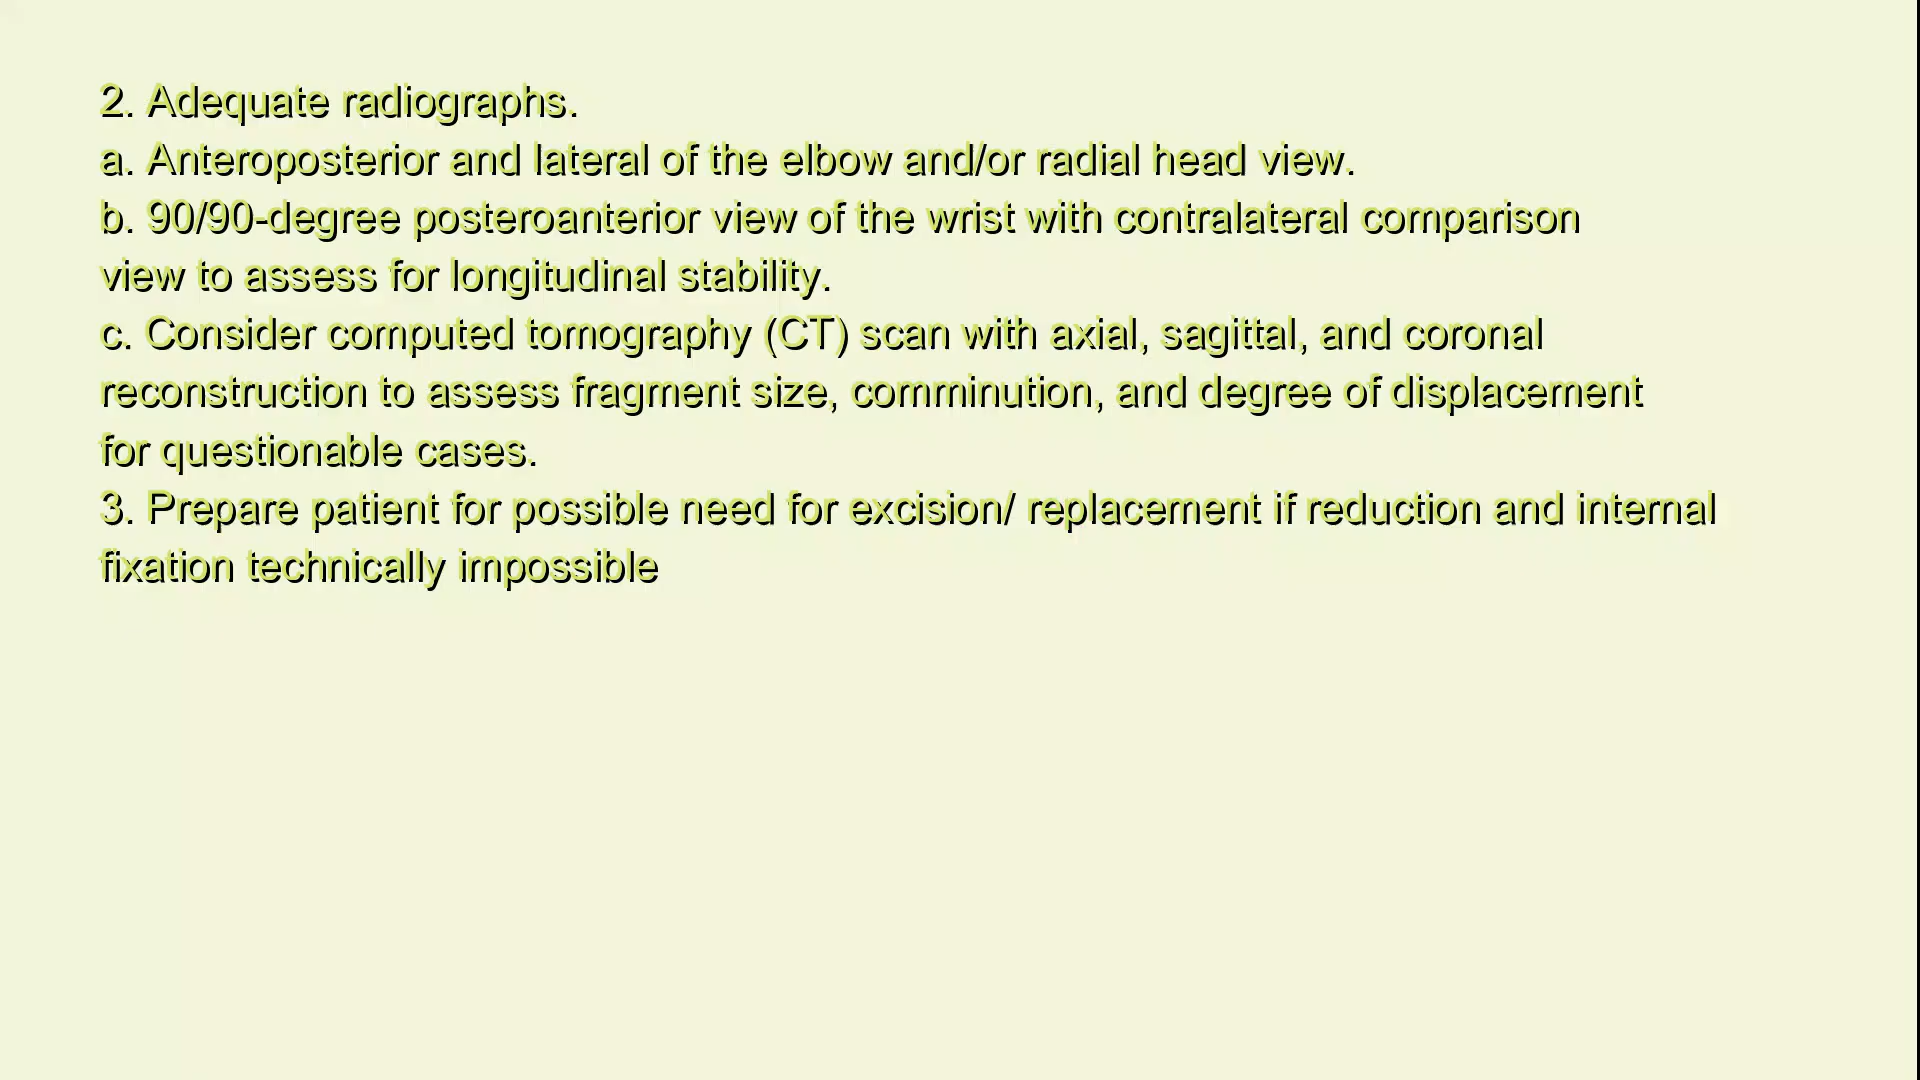 2. Adequate radiographs.
a. Anteroposterior and lateral of the elbow and/or radial head view.
b. 90/90-degree posteroanterior view of the wrist with contralateral comparison
view to assess for longitudinal stability.
c. Consider computed tomography (CT) scan with axial, sagittal, and coronal
reconstruction to assess fragment size, comminution, and degree of displacement
for questionable cases.
3. Prepare patient for possible need for excision/ replacement if reduction and internal
fixation technically impossible